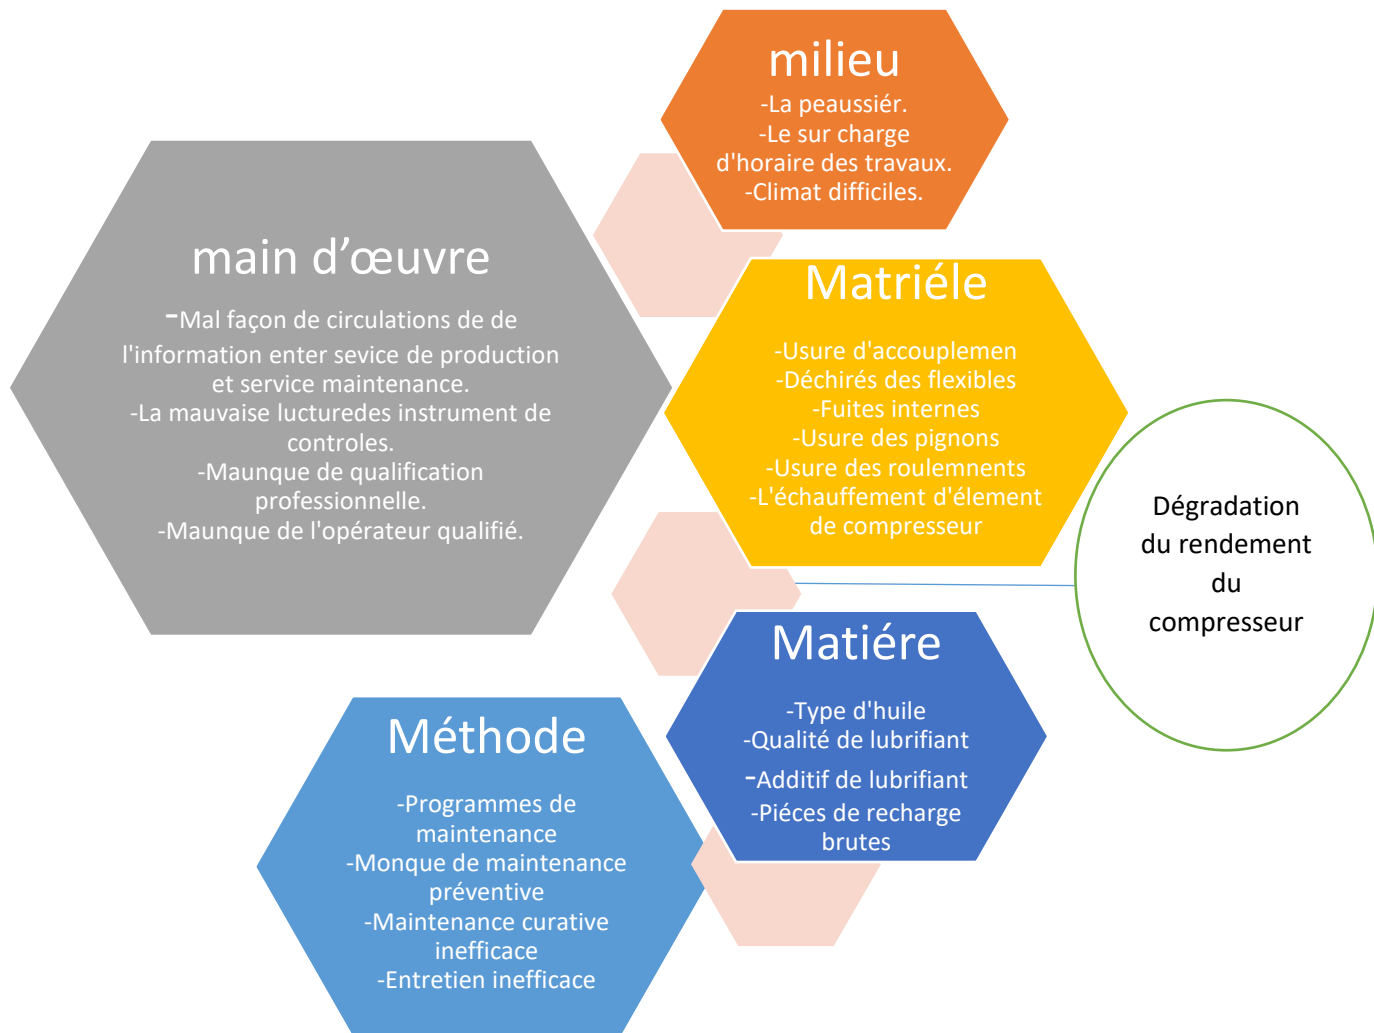 milieu
-La peaussiér.
-Le sur charge
d'horaire des travaux.
-Climat difficiles.
main d’œuvre
-Mal façon de circulations de de
l'information enter sevice de production
et service maintenance.
-La mauvaise lucturedes instrument de
controles.
-Maunque de qualification
professionnelle.
-Maunque de l'opérateur qualifié.
Matriéle
-Usure d'accouplemen
-Déchirés des flexibles
-Fuites internes
-Usure des pignons
-Usure des roulemnents
-L'échauffement d'élement
de compresseur
Dégradation
du rendement
du
compresseur
Matiére
-Type d'huile
-Qualité de lubrifiant
-Additif de lubrifiant
-Piéces de recharge
brutes
Méthode
-Programmes de
maintenance
-Monque de maintenance
préventive
-Maintenance curative
inefficace
-Entretien inefficace